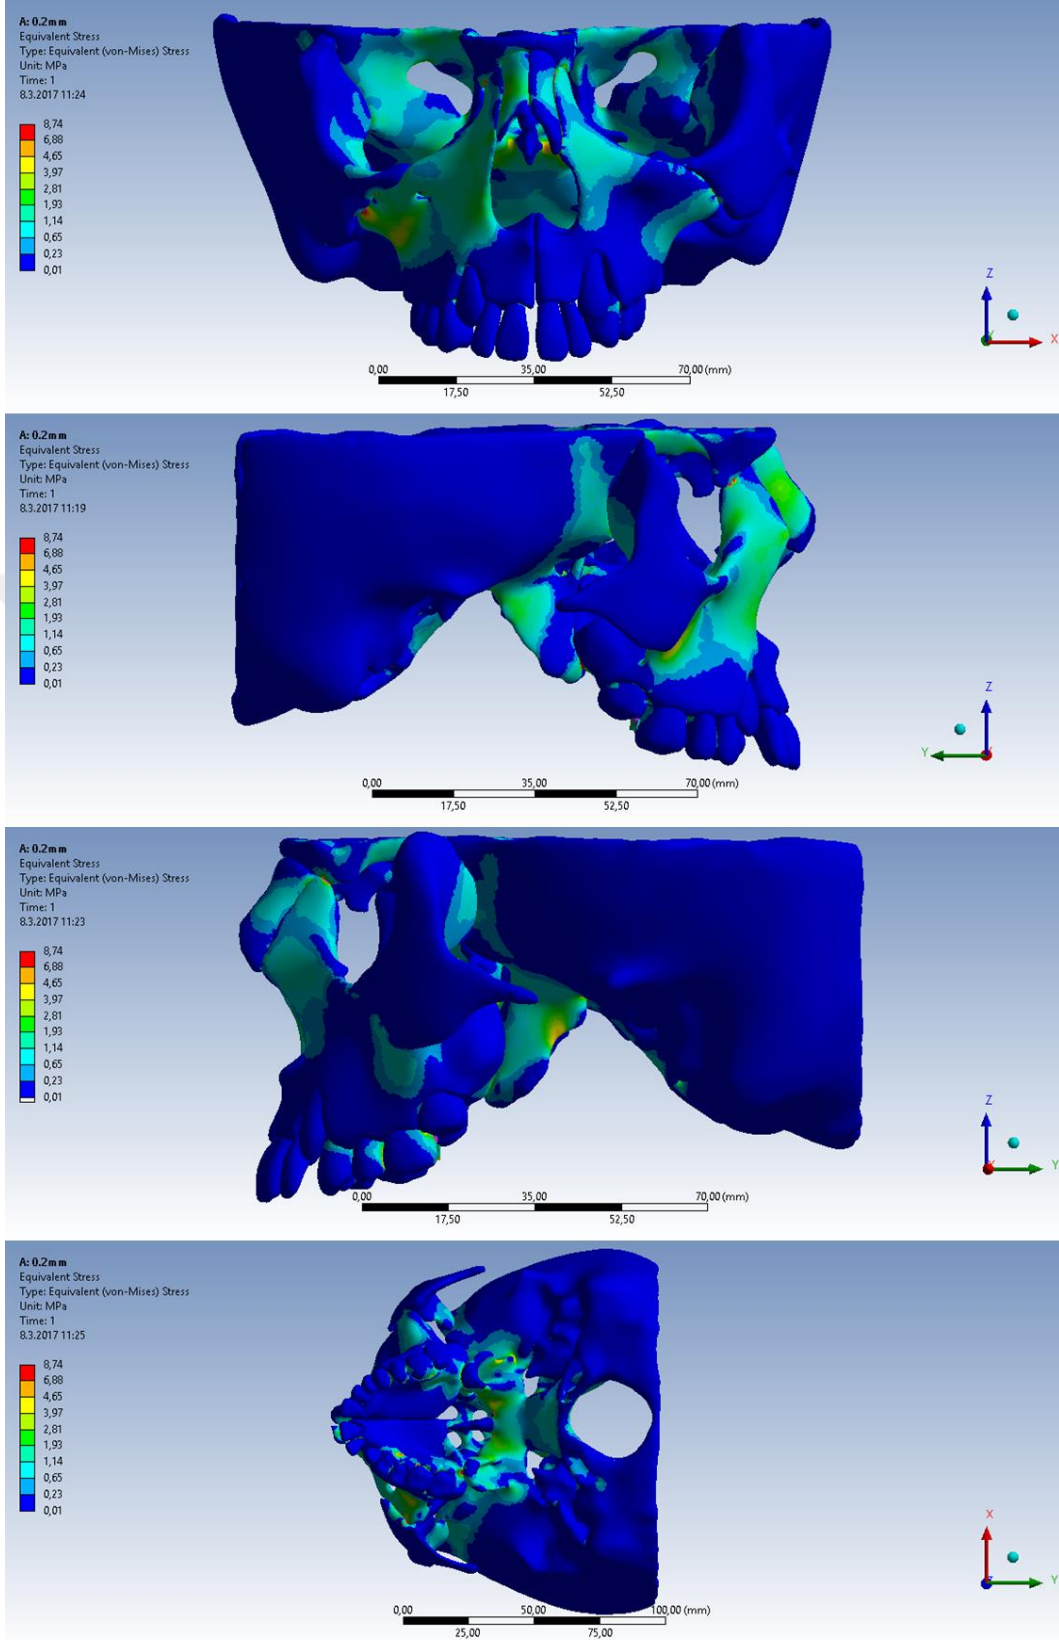 A: 0.2mm
Equivalent Stress
Type: Equivalent (von-Mises) Stress
Unit: MPa
Time: 1
8.3.2017 11:24
8,74
6,88
4,65
3,97
2,81
1,93
1,14
0,65
0,23
0,01
Z
X
0,00 35,00 70,00 (mm)
17,50 52,50
A: 0.2mm
Equivalent Stress
Type: Equivalent (von-Mises) Stress
Unit: MPa
Time: 1
8.3.2017 11:19
8,74
6,88
4,65
3,97
2,81
1,93
1,14
0,65
0,23
0,01
Z
Y
0,00 35,00 70,00 (mm)
17,50 52,50
A: 0.2mm
Equivalent Stress
Type: Equivalent (von-Mises) Stress
Unit: MPa
Time: 1
8.3.2017 11:23
8,74
6,88
4,65
3,97
2,81
1,93
1,14
0,65
0,23
0,01
Z
Y
0,00 35,00 70,00 (mm)
17,50 52,50
A: 0.2mm
Equivalent Stress
Type: Equivalent (von-Mises) Stress
Unit: MPa
Time: 1
8.3.2017 11:25
8,74
6,88
4,65
3,97
2,81
1,93
1,14
0,65
0,23
0,01
X
Y
0,00 50,00 100,00 (mm)
25,00 75,00